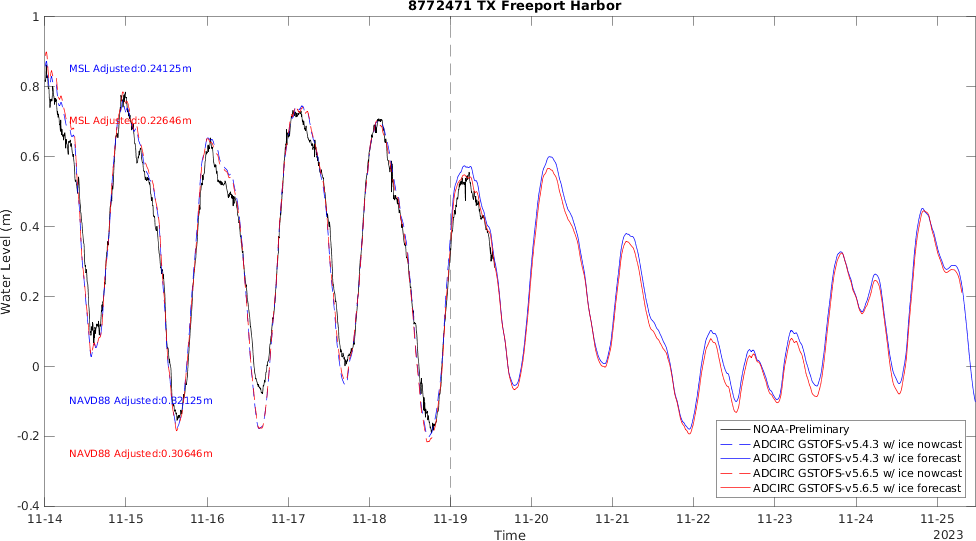 8772471 TX Freeport Harbor
1
MSL Adjusted:0.24125m
0.8
MSL Adjusted:0.22646m
0.6
0.4
Water Level (m)
0.2
0
NAVD88 Adjusted:0.32125m
-0.2
NAVD88 Adjusted:0.30646m
NOAA-Preliminary
ADCIRC GSTOFS-v5.4.3 w/ ice nowcast
ADCIRC GSTOFS-v5.4.3 w/ ice forecast
ADCIRC GSTOFS-v5.6.5 w/ ice nowcast
ADCIRC GSTOFS-v5.6.5 w/ ice forecast
-0.4
11-14 11-15 11-16 11-17 11-18 11-19 11-20 11-21 11-22 11-23 11-24 11-25
Time 2023